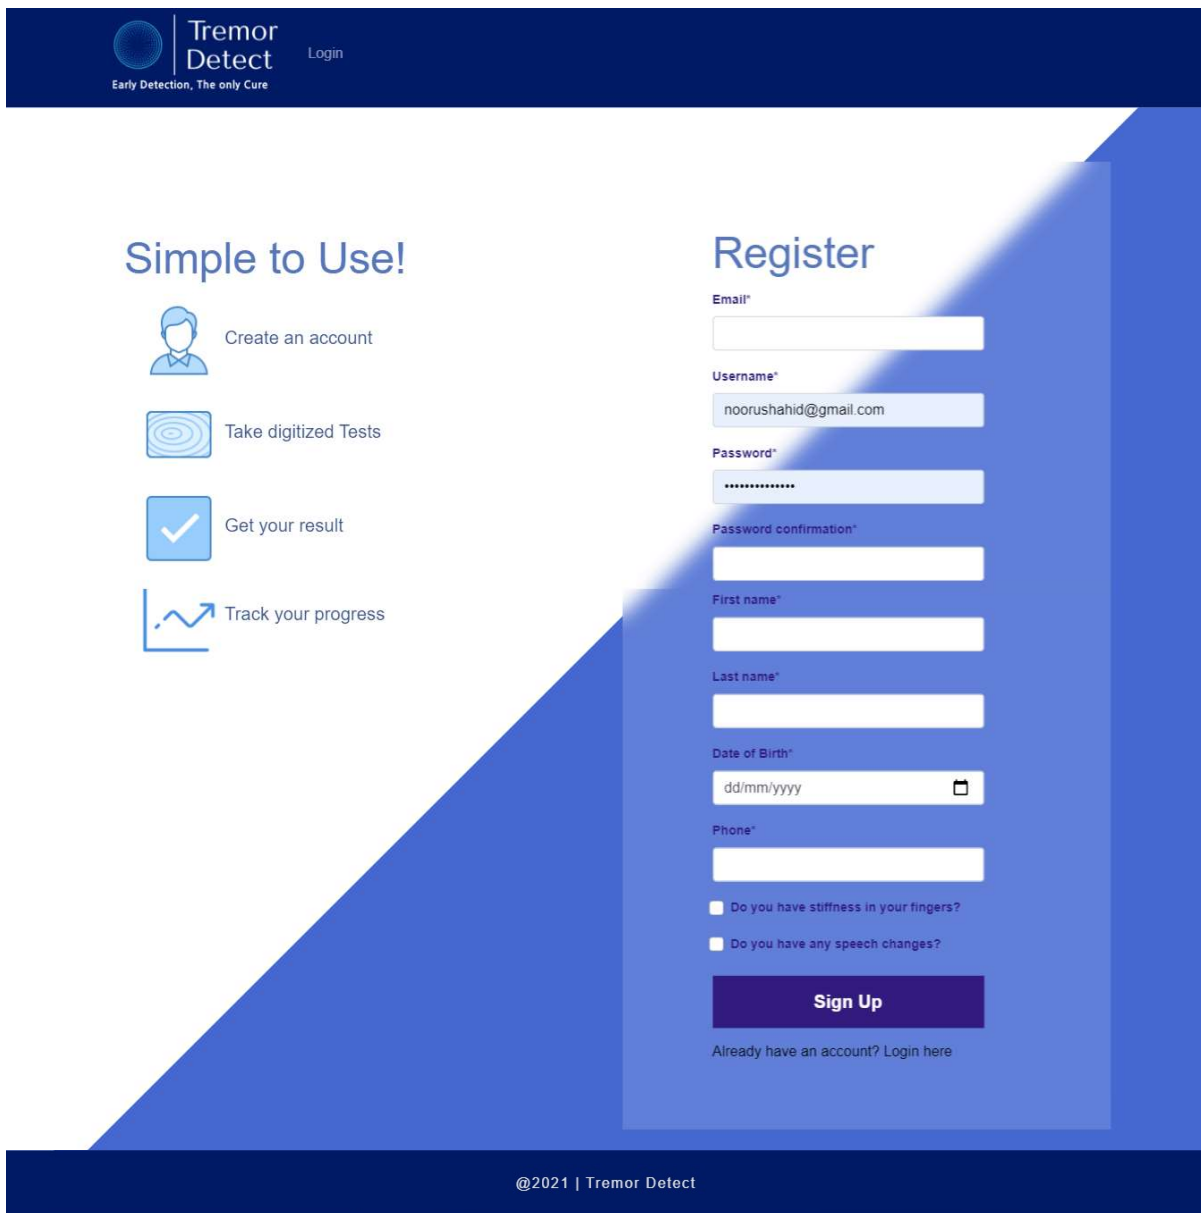 Tremor
Detect
Early Detection, The only Cure
Login
Simple to Use!
Create an account
Take digitized Tests
Get your result
Track your progress
Register
Email*
Username*
noorushahid@gmail.com
Password*
••••••••••••••
Password confirmation*
First name*
Last name*
Date of Birth*
dd/mm/yyyy
Phone*
Do you have stiffness in your fingers?
Do you have any speech changes?
Sign Up
Already have an account? Login here
@2021 | Tremor Detect